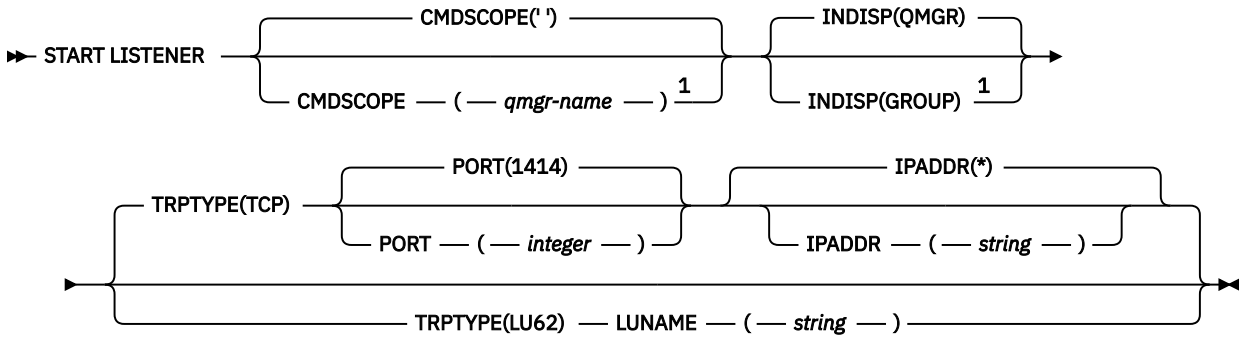 CMDSCOPE(' ') INDISP(QMGR)
START LISTENER
CMDSCOPE ( qmgr-name ) 1 INDISP(GROUP) 1
PORT(1414) IPADDR(*)
TRPTYPE(TCP)
PORT ( integer ) IPADDR ( string )
TRPTYPE(LU62) LUNAME ( string )